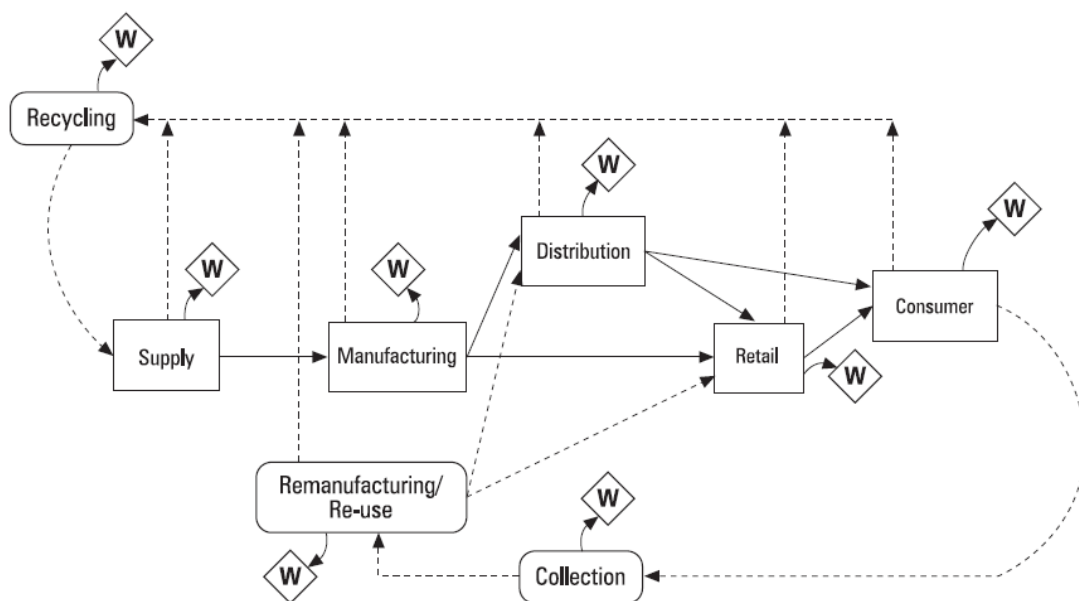 W
Recycling
W
Distribution
W
W
W
Consumer
Supply
Manufacturing
Retail
W
Remanufacturing/
Re-use
W
W
Collection